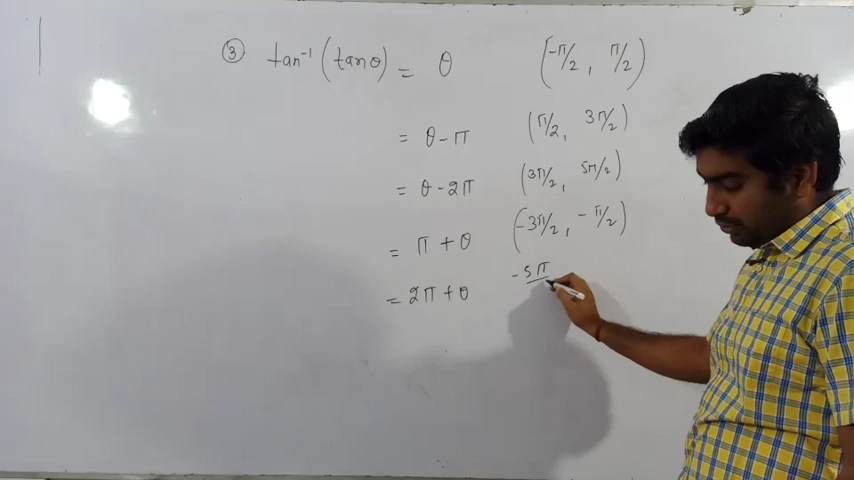 ③ tan⁻¹(tanθ) = θ (-π/2, π/2)
= θ-π (π/2, 3π/2)
= θ-2π (3π/2, 5π/2)
= π+θ (-3π/2, -π/2)
= 2π+θ -5π